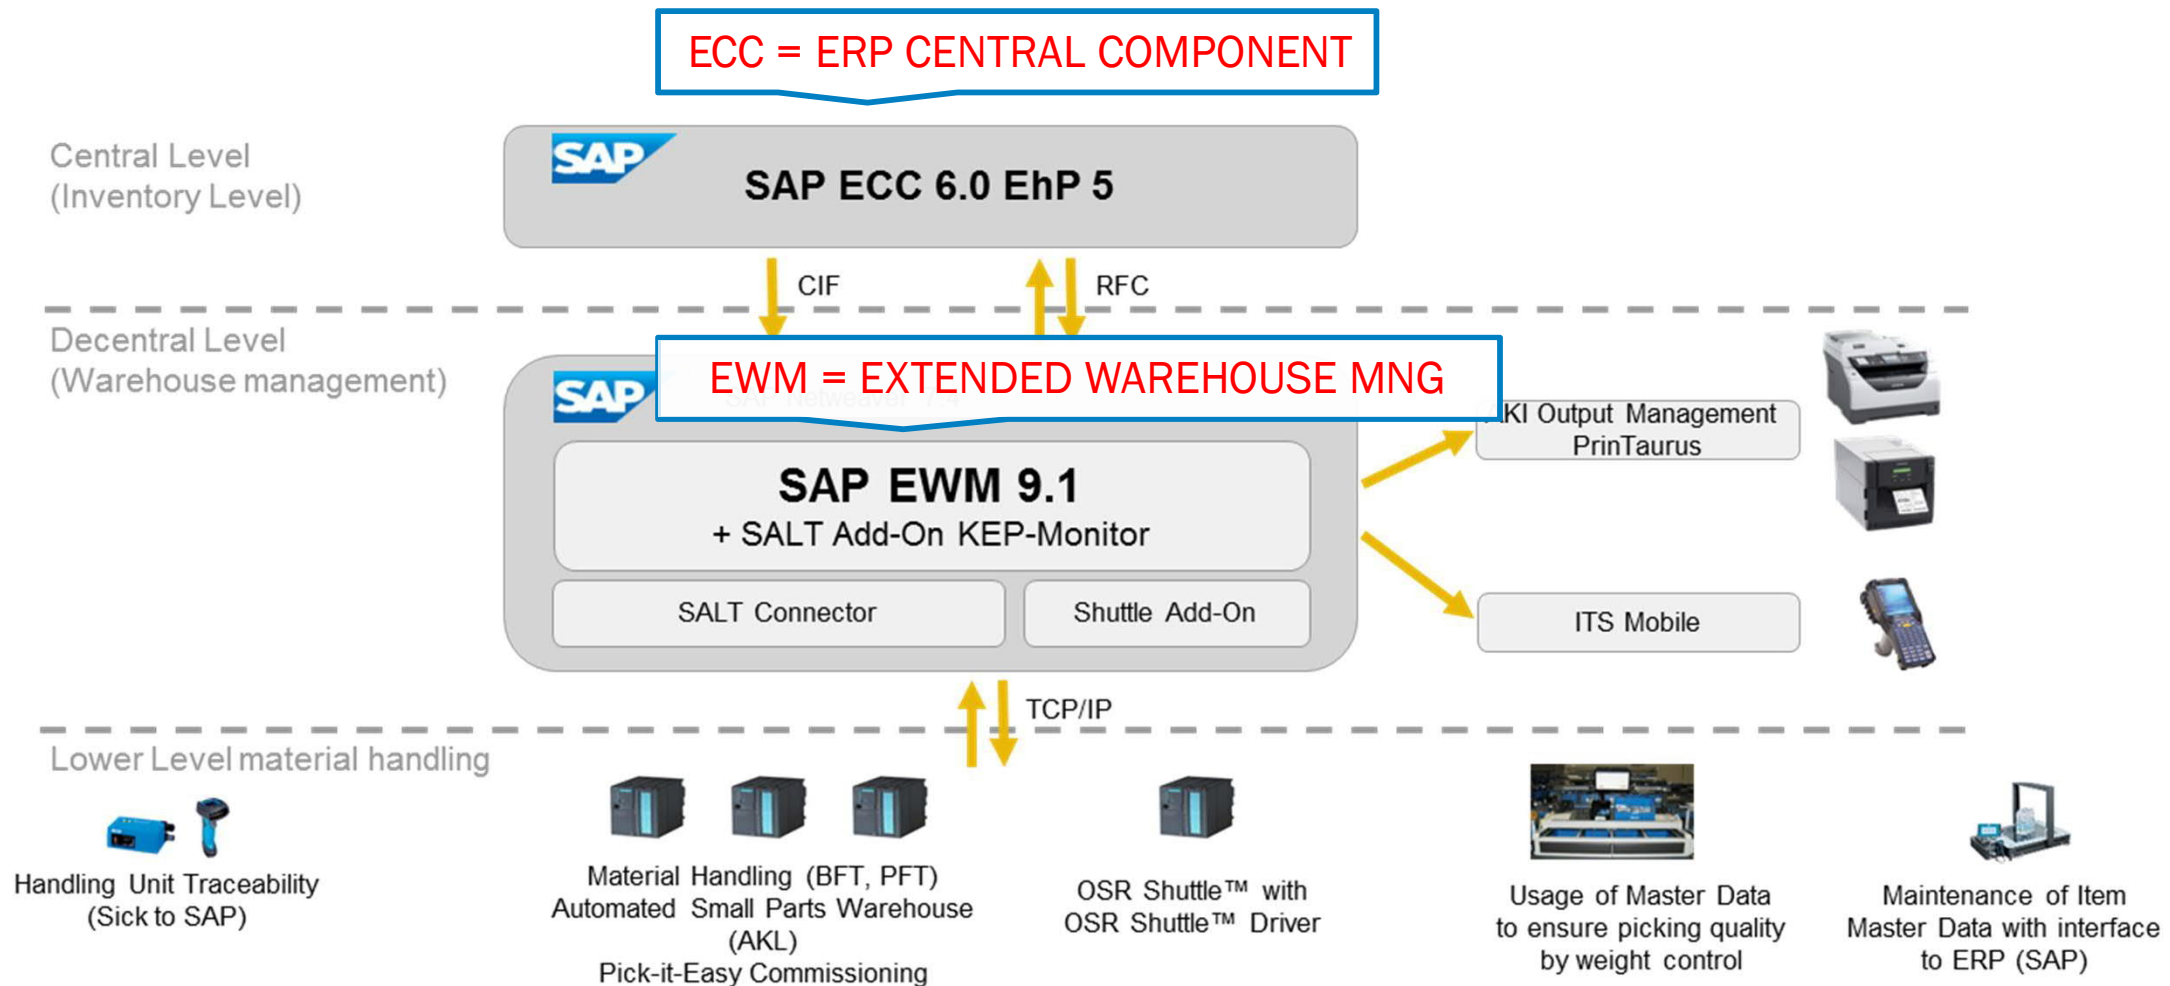 ECC = ERP CENTRAL COMPONENT
Central Level
(Inventory Level)
SAP
SAP ECC 6.0 EhP 5
CIF
RFC
Decentral Level
(Warehouse management)
SAP
EWM = EXTENDED WAREHOUSE MNG
SAP Netweaver 7.
KI Output Management
PrinTaurus
SAP EWM 9.1
+ SALT Add-On KEP-Monitor
SALT Connector
Shuttle Add-On
ITS Mobile
TCP/IP
Lower Level material handling
Handling Unit Traceability
(Sick to SAP)
Material Handling (BFT, PFT)
Automated Small Parts Warehouse
(AKL)
Pick-it-Easy Commissioning
OSR Shuttle™ with
OSR Shuttle™ Driver
Usage of Master Data
to ensure picking quality
by weight control
Maintenance of Item
Master Data with interface
to ERP (SAP)